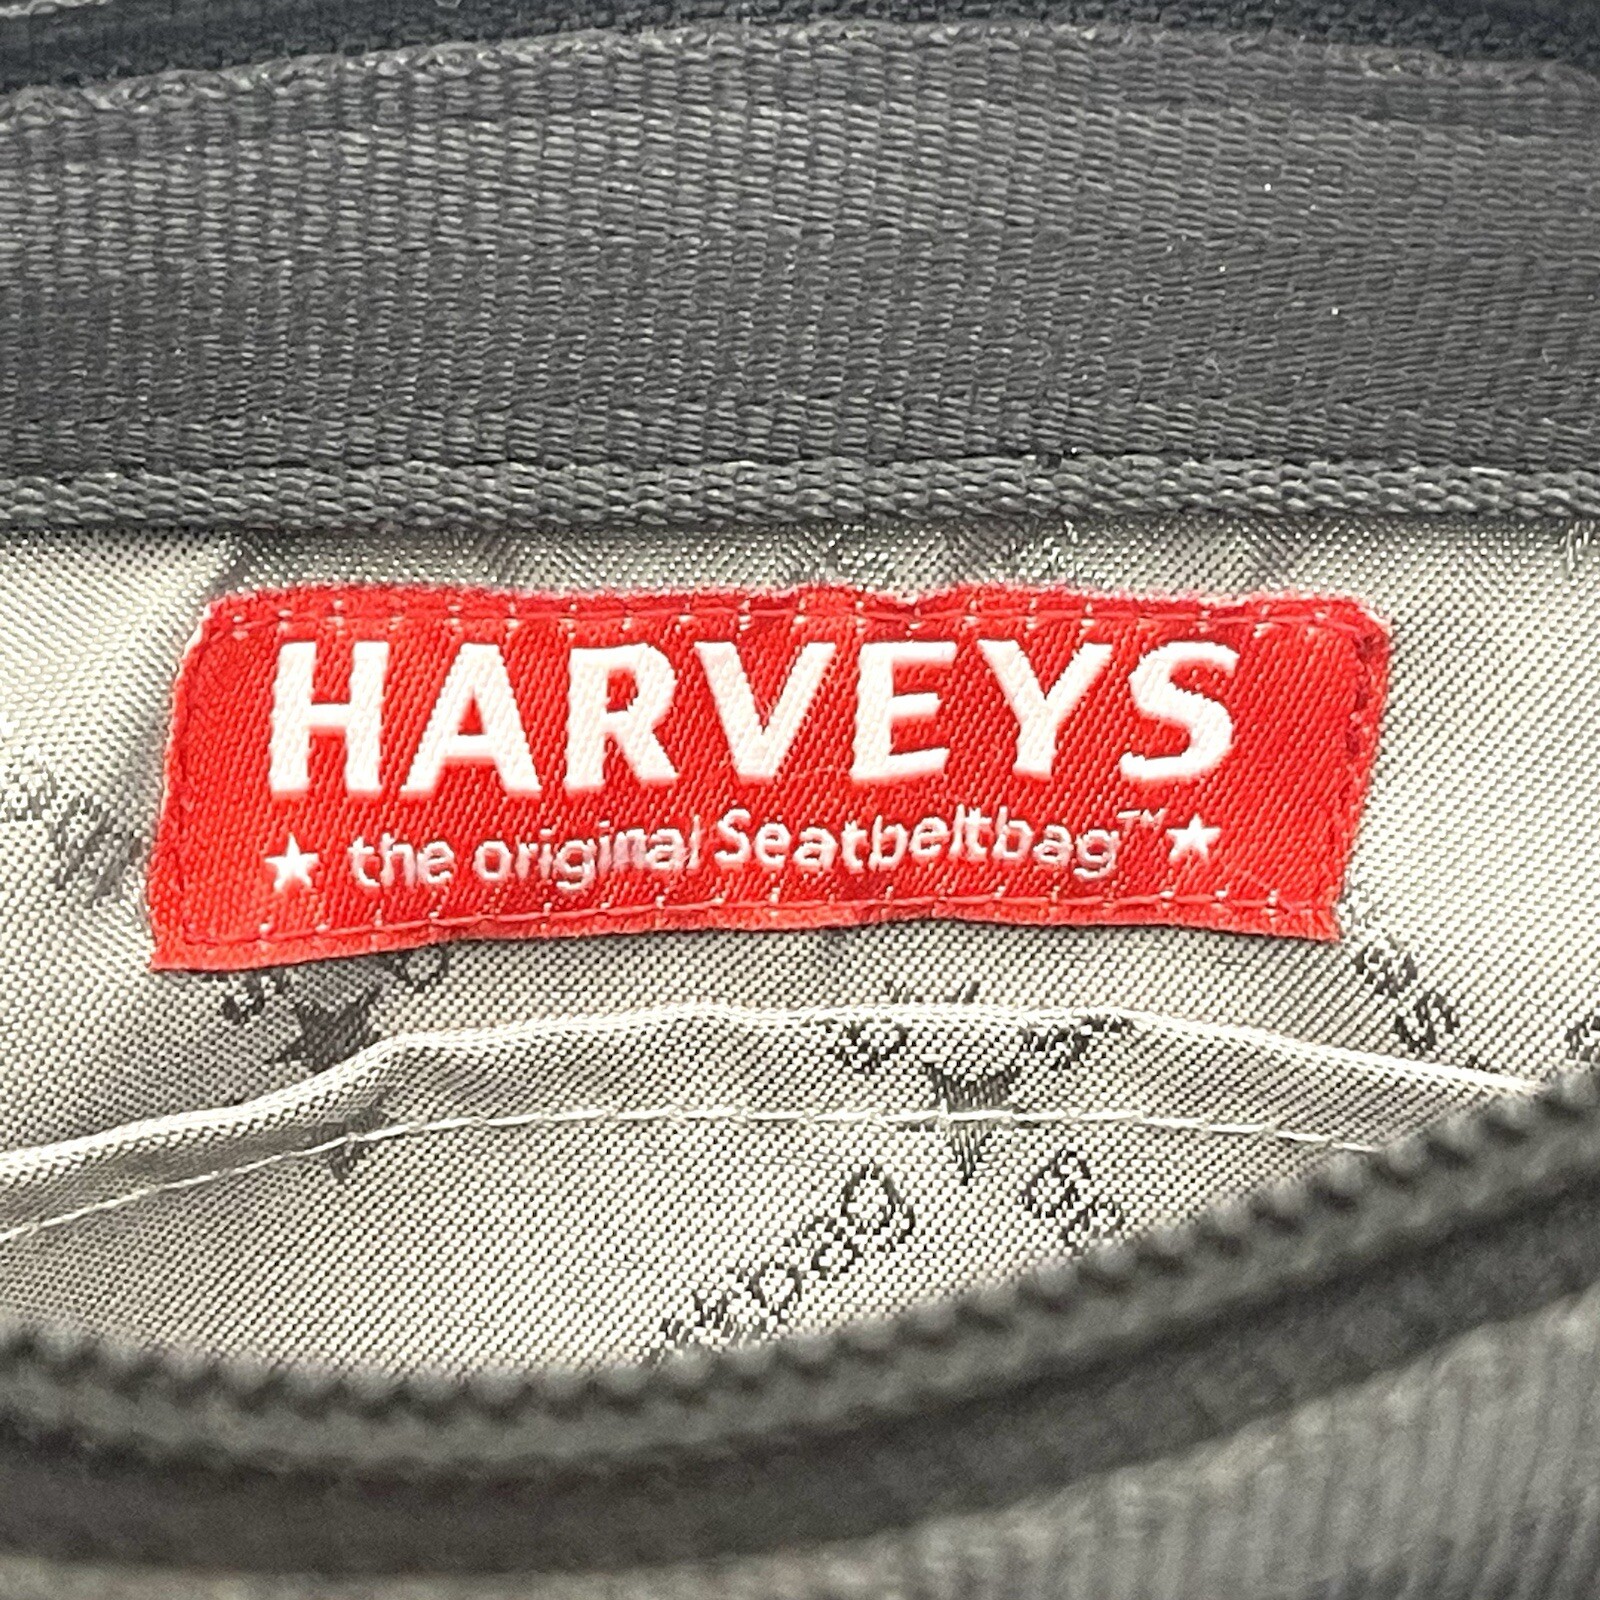 HARVEYS
the original Seatbeltbag™